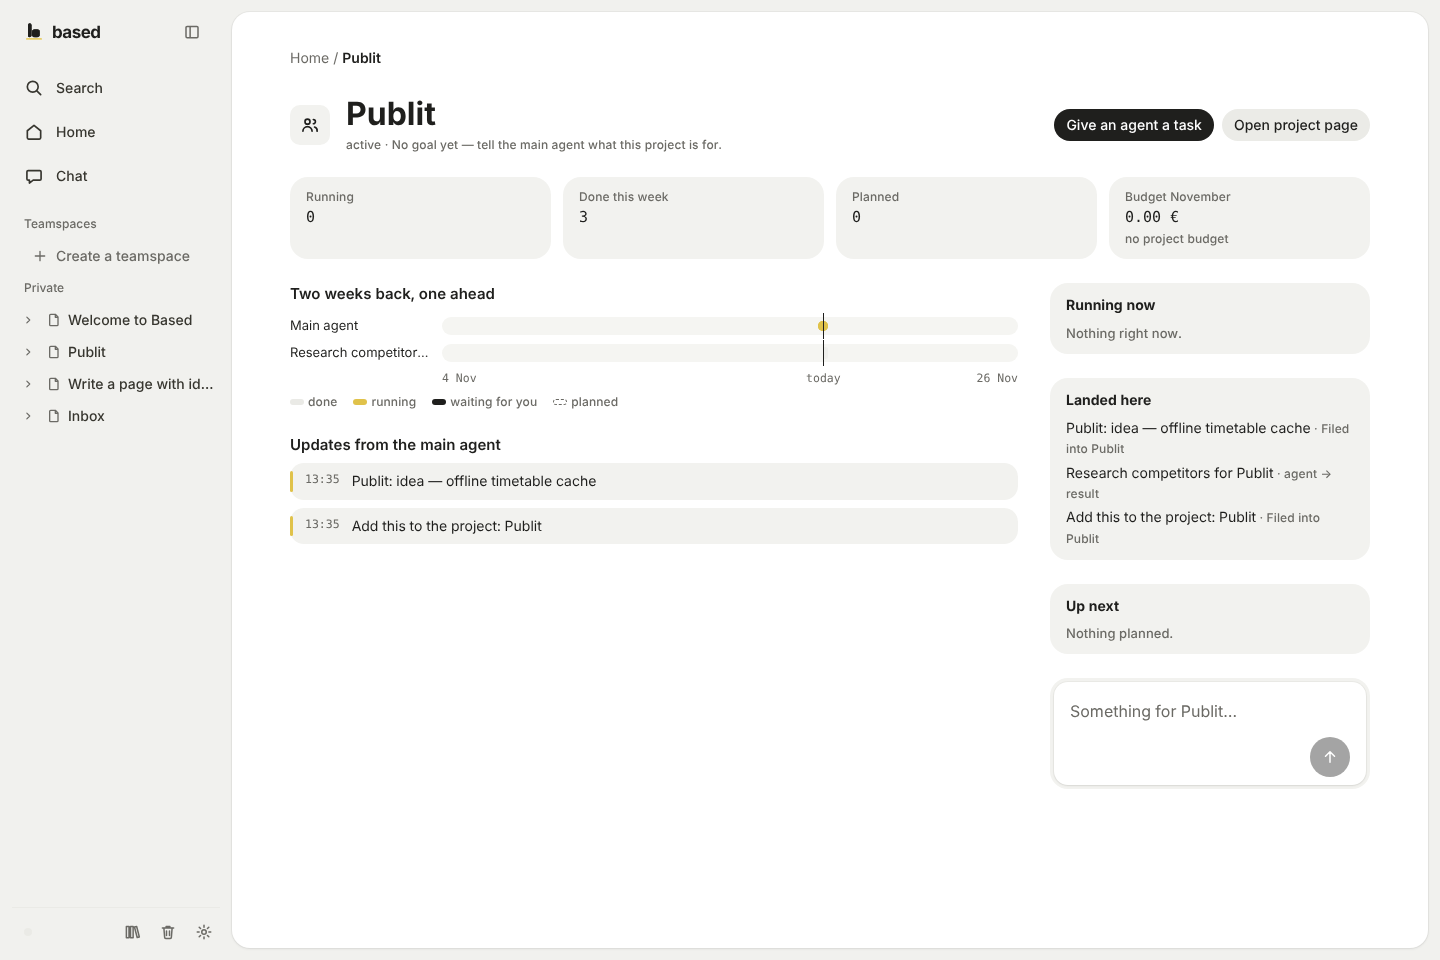 based
Search
Home
Chat
Teamspaces
Create a teamspace
Private
Welcome to Based
Publit
Write a page with id...
Inbox
Home / Publit
Publit
active · No goal yet — tell the main agent what this project is for.
Give an agent a task
Open project page
Running
0
Done this week
3
Planned
0
Budget November
0.00 €
no project budget
Two weeks back, one ahead
Main agent
Research competitor...
4 Nov
today
26 Nov
done
running
waiting for you
planned
Updates from the main agent
13:35 Publit: idea — offline timetable cache
13:35 Add this to the project: Publit
Running now
Nothing right now.
Landed here
Publit: idea — offline timetable cache · Filed
into Publit
Research competitors for Publit · agent →
result
Add this to the project: Publit · Filed into
Publit
Up next
Nothing planned.
Something for Publit...